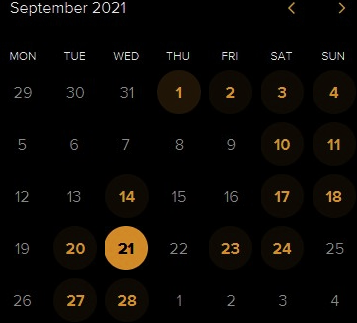 September 2021 < >
MON TUE WED THU FRI SAT SUN
29 30 31 1 2 3 4
5 6 7 8 9 10 11
12 13 14 15 16 17 18
19 20 21 22 23 24 25
26 27 28 1 2 3 4